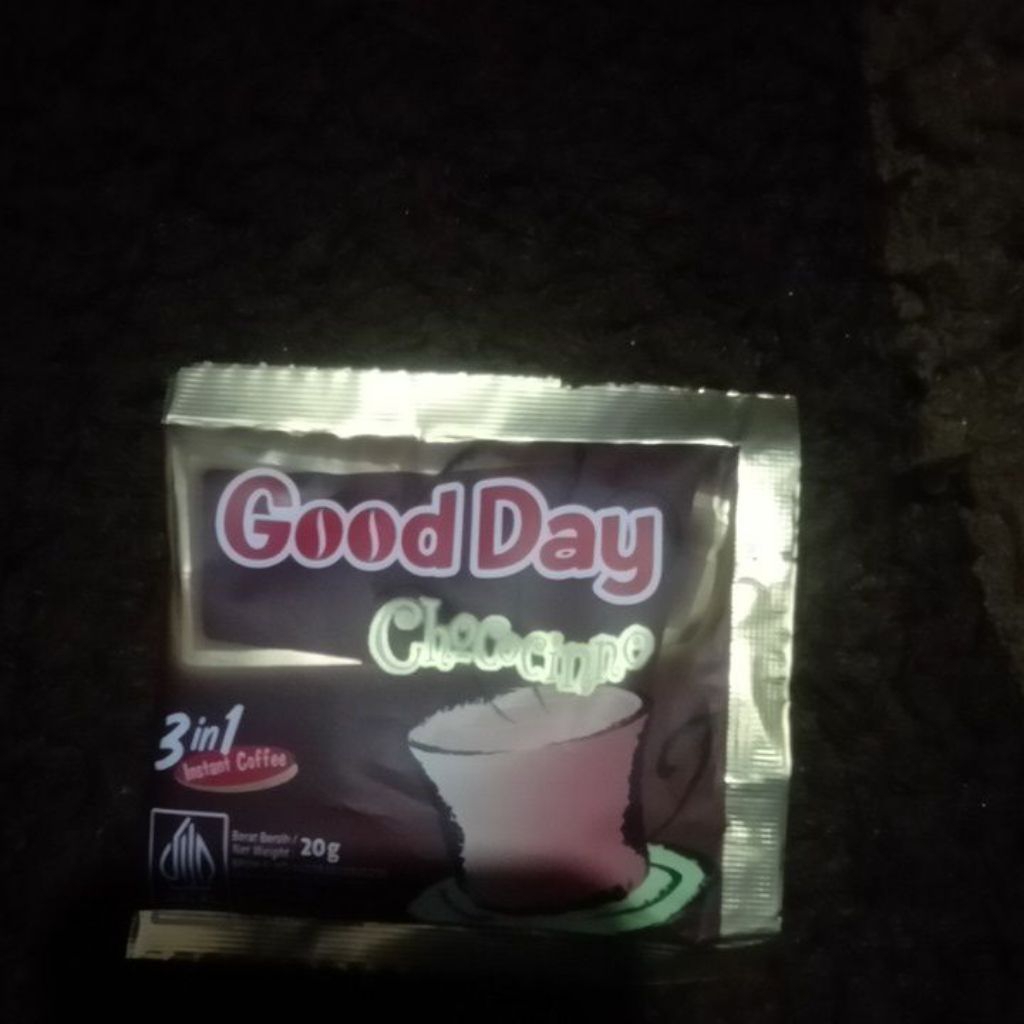 Good Day
Chococinno
3in1
Instant Coffee
Berat Bersih /
Net Weight
20g